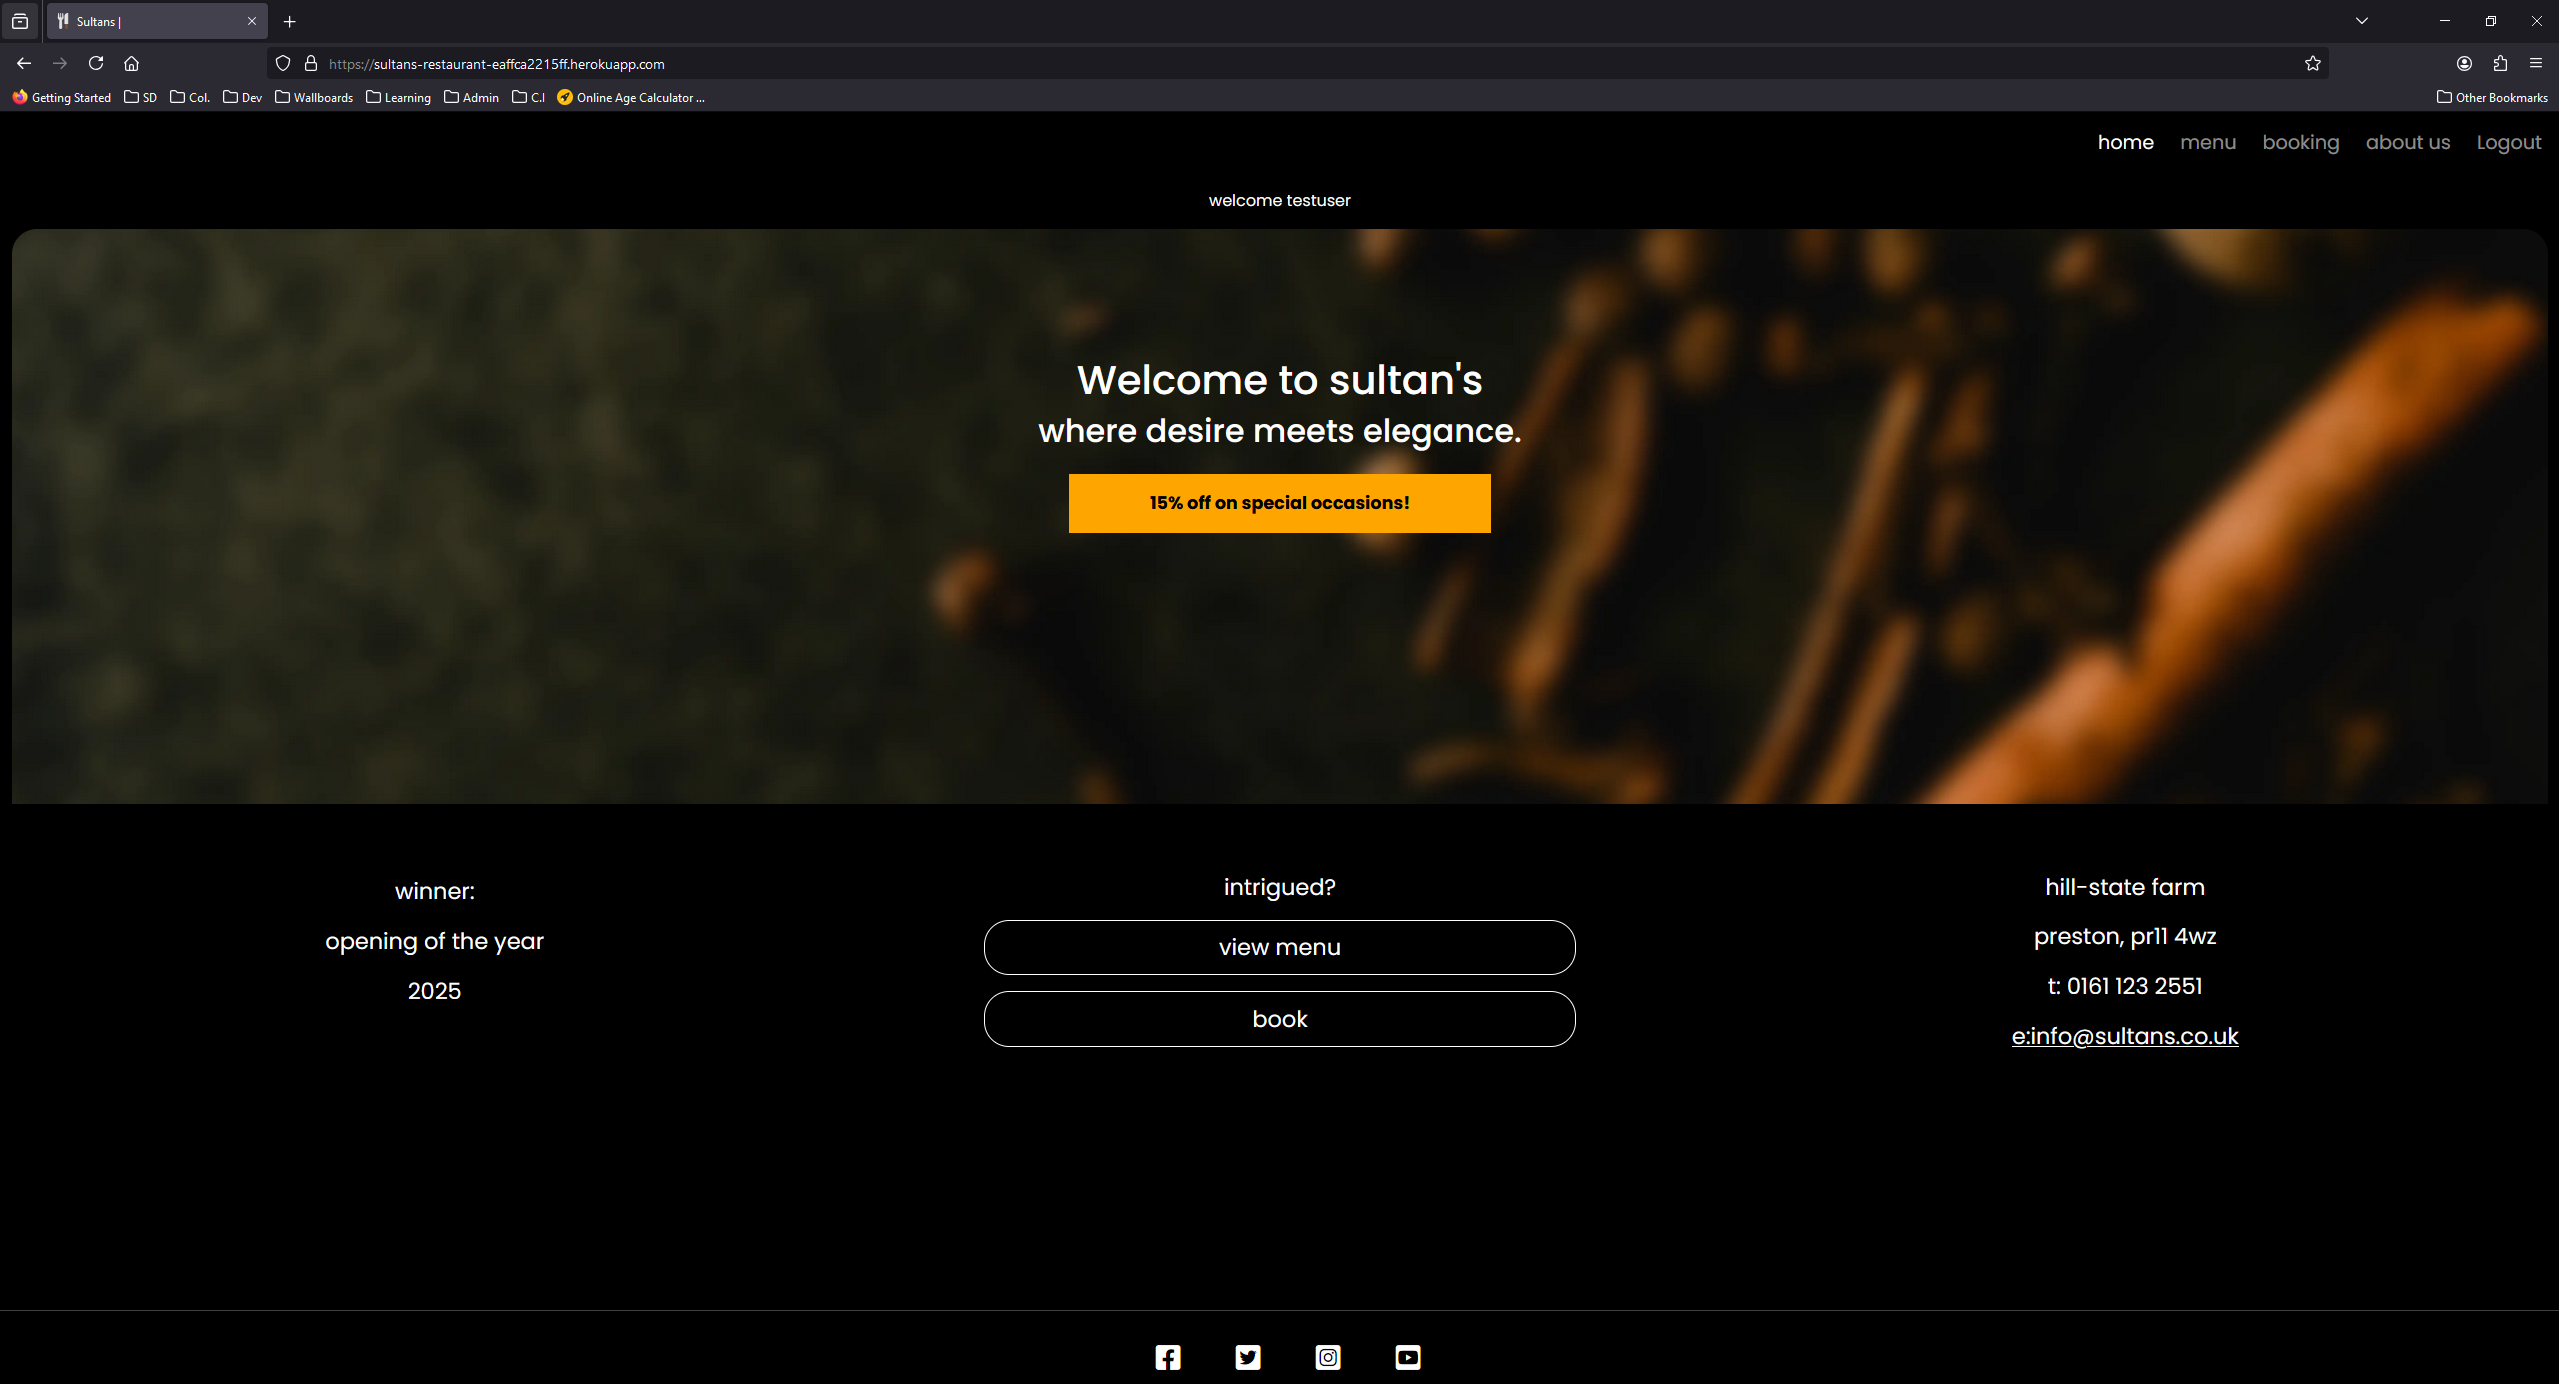 Sultans |
https://sultans-restaurant-eaffca2215ff.herokuapp.com
Getting Started SD Col. Dev Wallboards Learning Admin C.I Online Age Calculator ... Other Bookmarks
home menu booking about us Logout
welcome testuser
Welcome to sultan's
where desire meets elegance.
15% off on special occasions!
winner:
opening of the year
2025
intrigued?
view menu
book
hill-state farm
preston, pr11 4wz
t: 0161 123 2551
e:info@sultans.co.uk